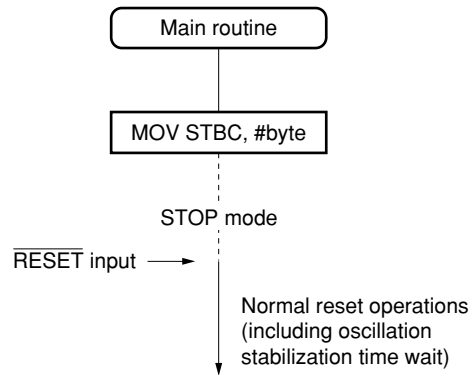 Main routine
MOV STBC, #byte
STOP mode
RESET input
Normal reset operations
(including oscillation
stabilization time wait)